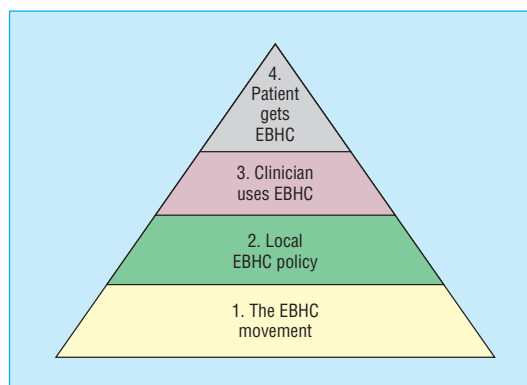 4.
Patient
gets
EBHC
3. Clinician
uses EBHC
2. Local
EBHC policy
1. The EBHC
movement